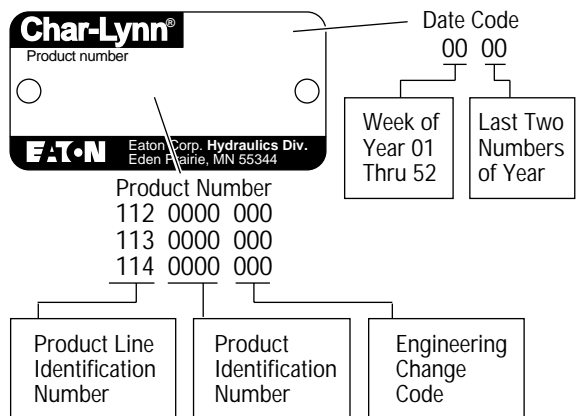 Char-Lynn®
Product number
EATON
Eaton Corp. Hydraulics Div.
Eden Prairie, MN 55344
Date Code
00 00
Week of
Year 01
Thru 52
Last Two
Numbers
of Year
Product Number
112 0000 000
113 0000 000
114 0000 000
Product Line
Identification
Number
Product
Identification
Number
Engineering
Change
Code